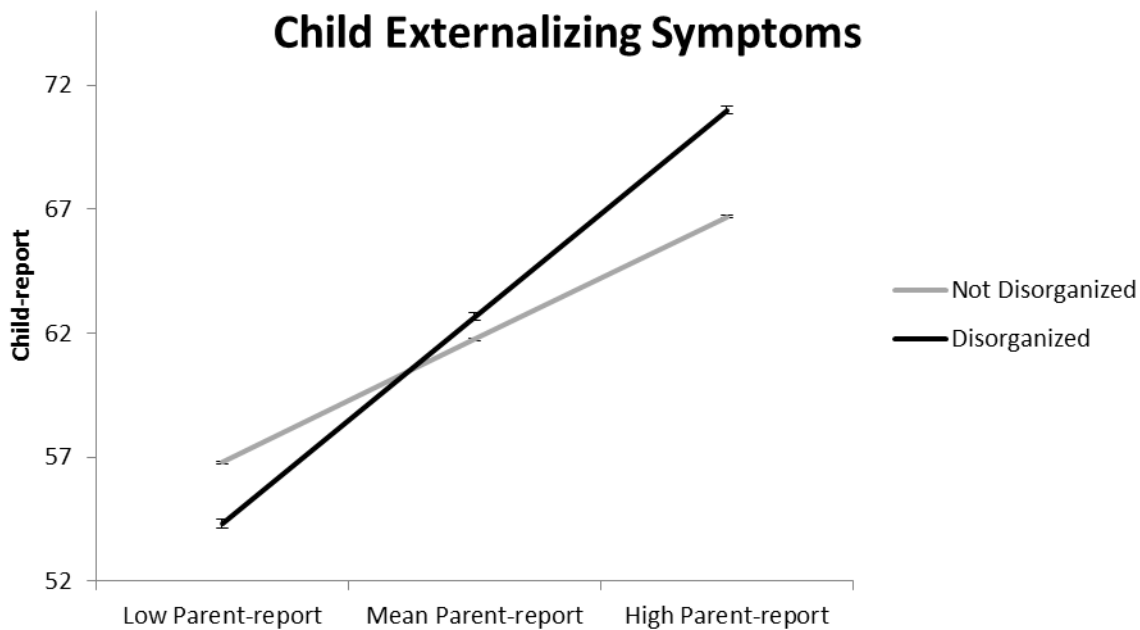 Child Externalizing Symptoms
72
67
62
57
52
Child-report
Low Parent-report
Mean Parent-report
High Parent-report
Not Disorganized
Disorganized